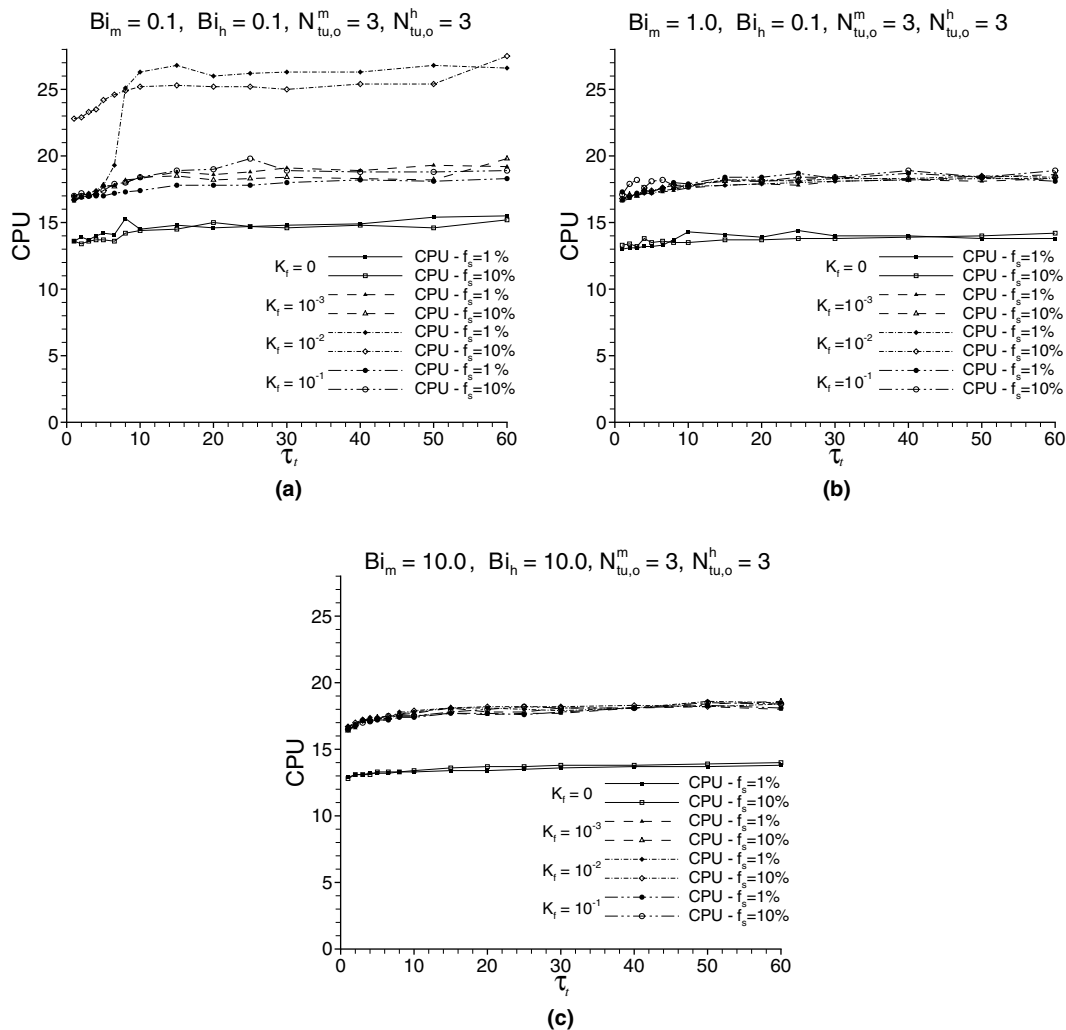 Bi_m = 0.1, Bi_h = 0.1, N_tu,o^m = 3, N_tu,o^h = 3
CPU
25
20
15
10
5
0
K_f = 0
CPU - f_s=1%
CPU - f_s=10%
K_f = 10^-3
CPU - f_s=1%
CPU - f_s=10%
K_f = 10^-2
CPU - f_s=1%
CPU - f_s=10%
K_f = 10^-1
CPU - f_s=1%
CPU - f_s=10%
0 10 20 30 40 50 60
τ_t
(a)
Bi_m = 1.0, Bi_h = 0.1, N_tu,o^m = 3, N_tu,o^h = 3
CPU
25
20
15
10
5
0
K_f = 0
CPU - f_s=1%
CPU - f_s=10%
K_f =10^-3
CPU - f_s=1%
CPU - f_s=10%
K_f =10^-2
CPU - f_s=1%
CPU - f_s=10%
K_f =10^-1
CPU - f_s=1%
CPU - f_s=10%
0 10 20 30 40 50 60
τ_t
(b)
Bi_m = 10.0, Bi_h = 10.0, N_tu,o^m = 3, N_tu,o^h = 3
CPU
25
20
15
10
5
0
K_f = 0
CPU - f_s=1%
CPU - f_s=10%
K_f = 10^-3
CPU - f_s=1%
CPU - f_s=10%
K_f = 10^-2
CPU - f_s=1%
CPU - f_s=10%
K_f = 10^-1
CPU - f_s=1%
CPU - f_s=10%
0 10 20 30 40 50 60
τ_t
(c)